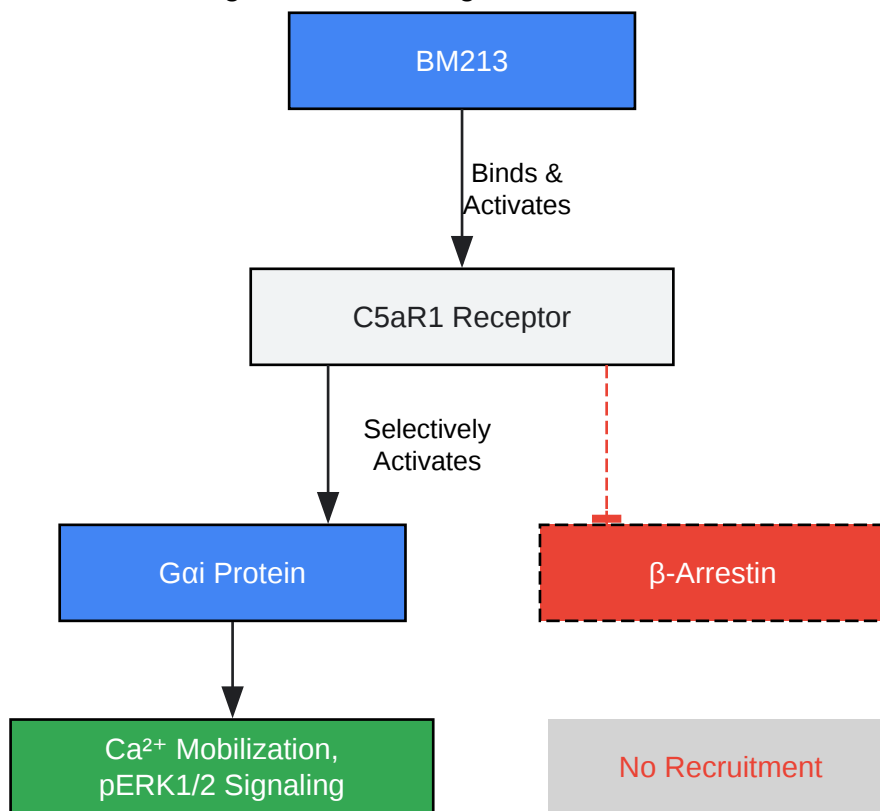 BM213
Binds &
Activates
C5aR1 Receptor
Selectively
Activates
Gαi Protein
β-Arrestin
Ca²⁺ Mobilization,
pERK1/2 Signaling
No Recruitment